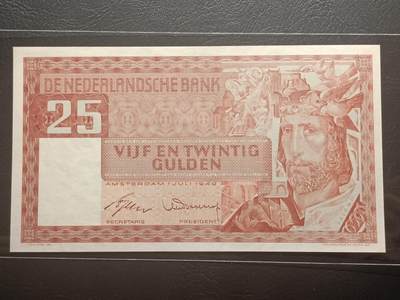 DE NEDERLANDSCHE BANK
25
VIJF EN TWINTIG
GULDEN
AMSTERDAM 1 JULI 1949
SECRETARIS PRESIDENT